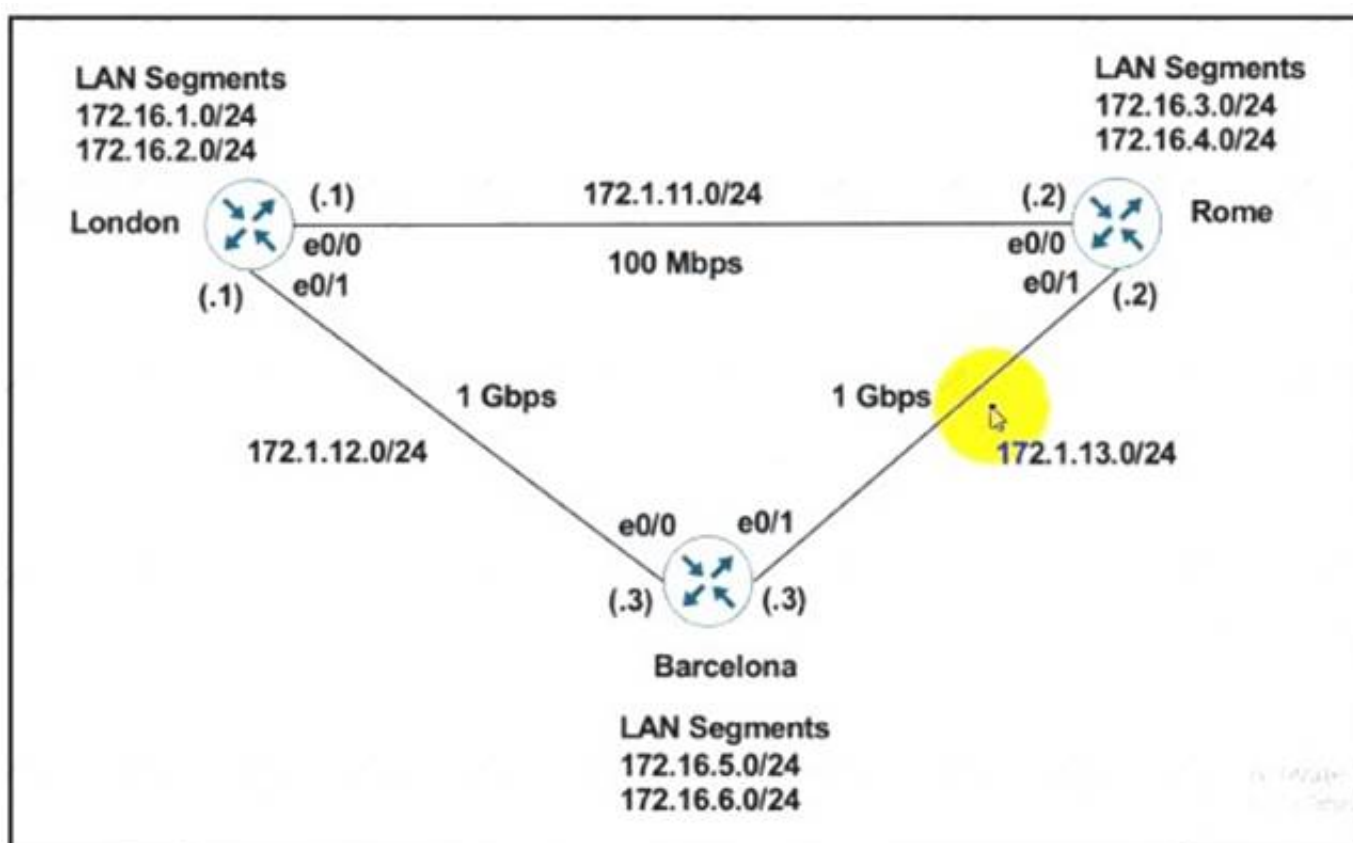 LAN Segments
172.16.1.0/24
172.16.2.0/24
LAN Segments
172.16.3.0/24
172.16.4.0/24
London
(.1)
172.1.11.0/24
(.2)
Rome
e0/0
100 Mbps
e0/0
(.1)
e0/1
e0/1
(.2)
1 Gbps
1 Gbps
172.1.12.0/24
172.1.13.0/24
e0/0
e0/1
(.3)
(.3)
Barcelona
LAN Segments
172.16.5.0/24
172.16.6.0/24